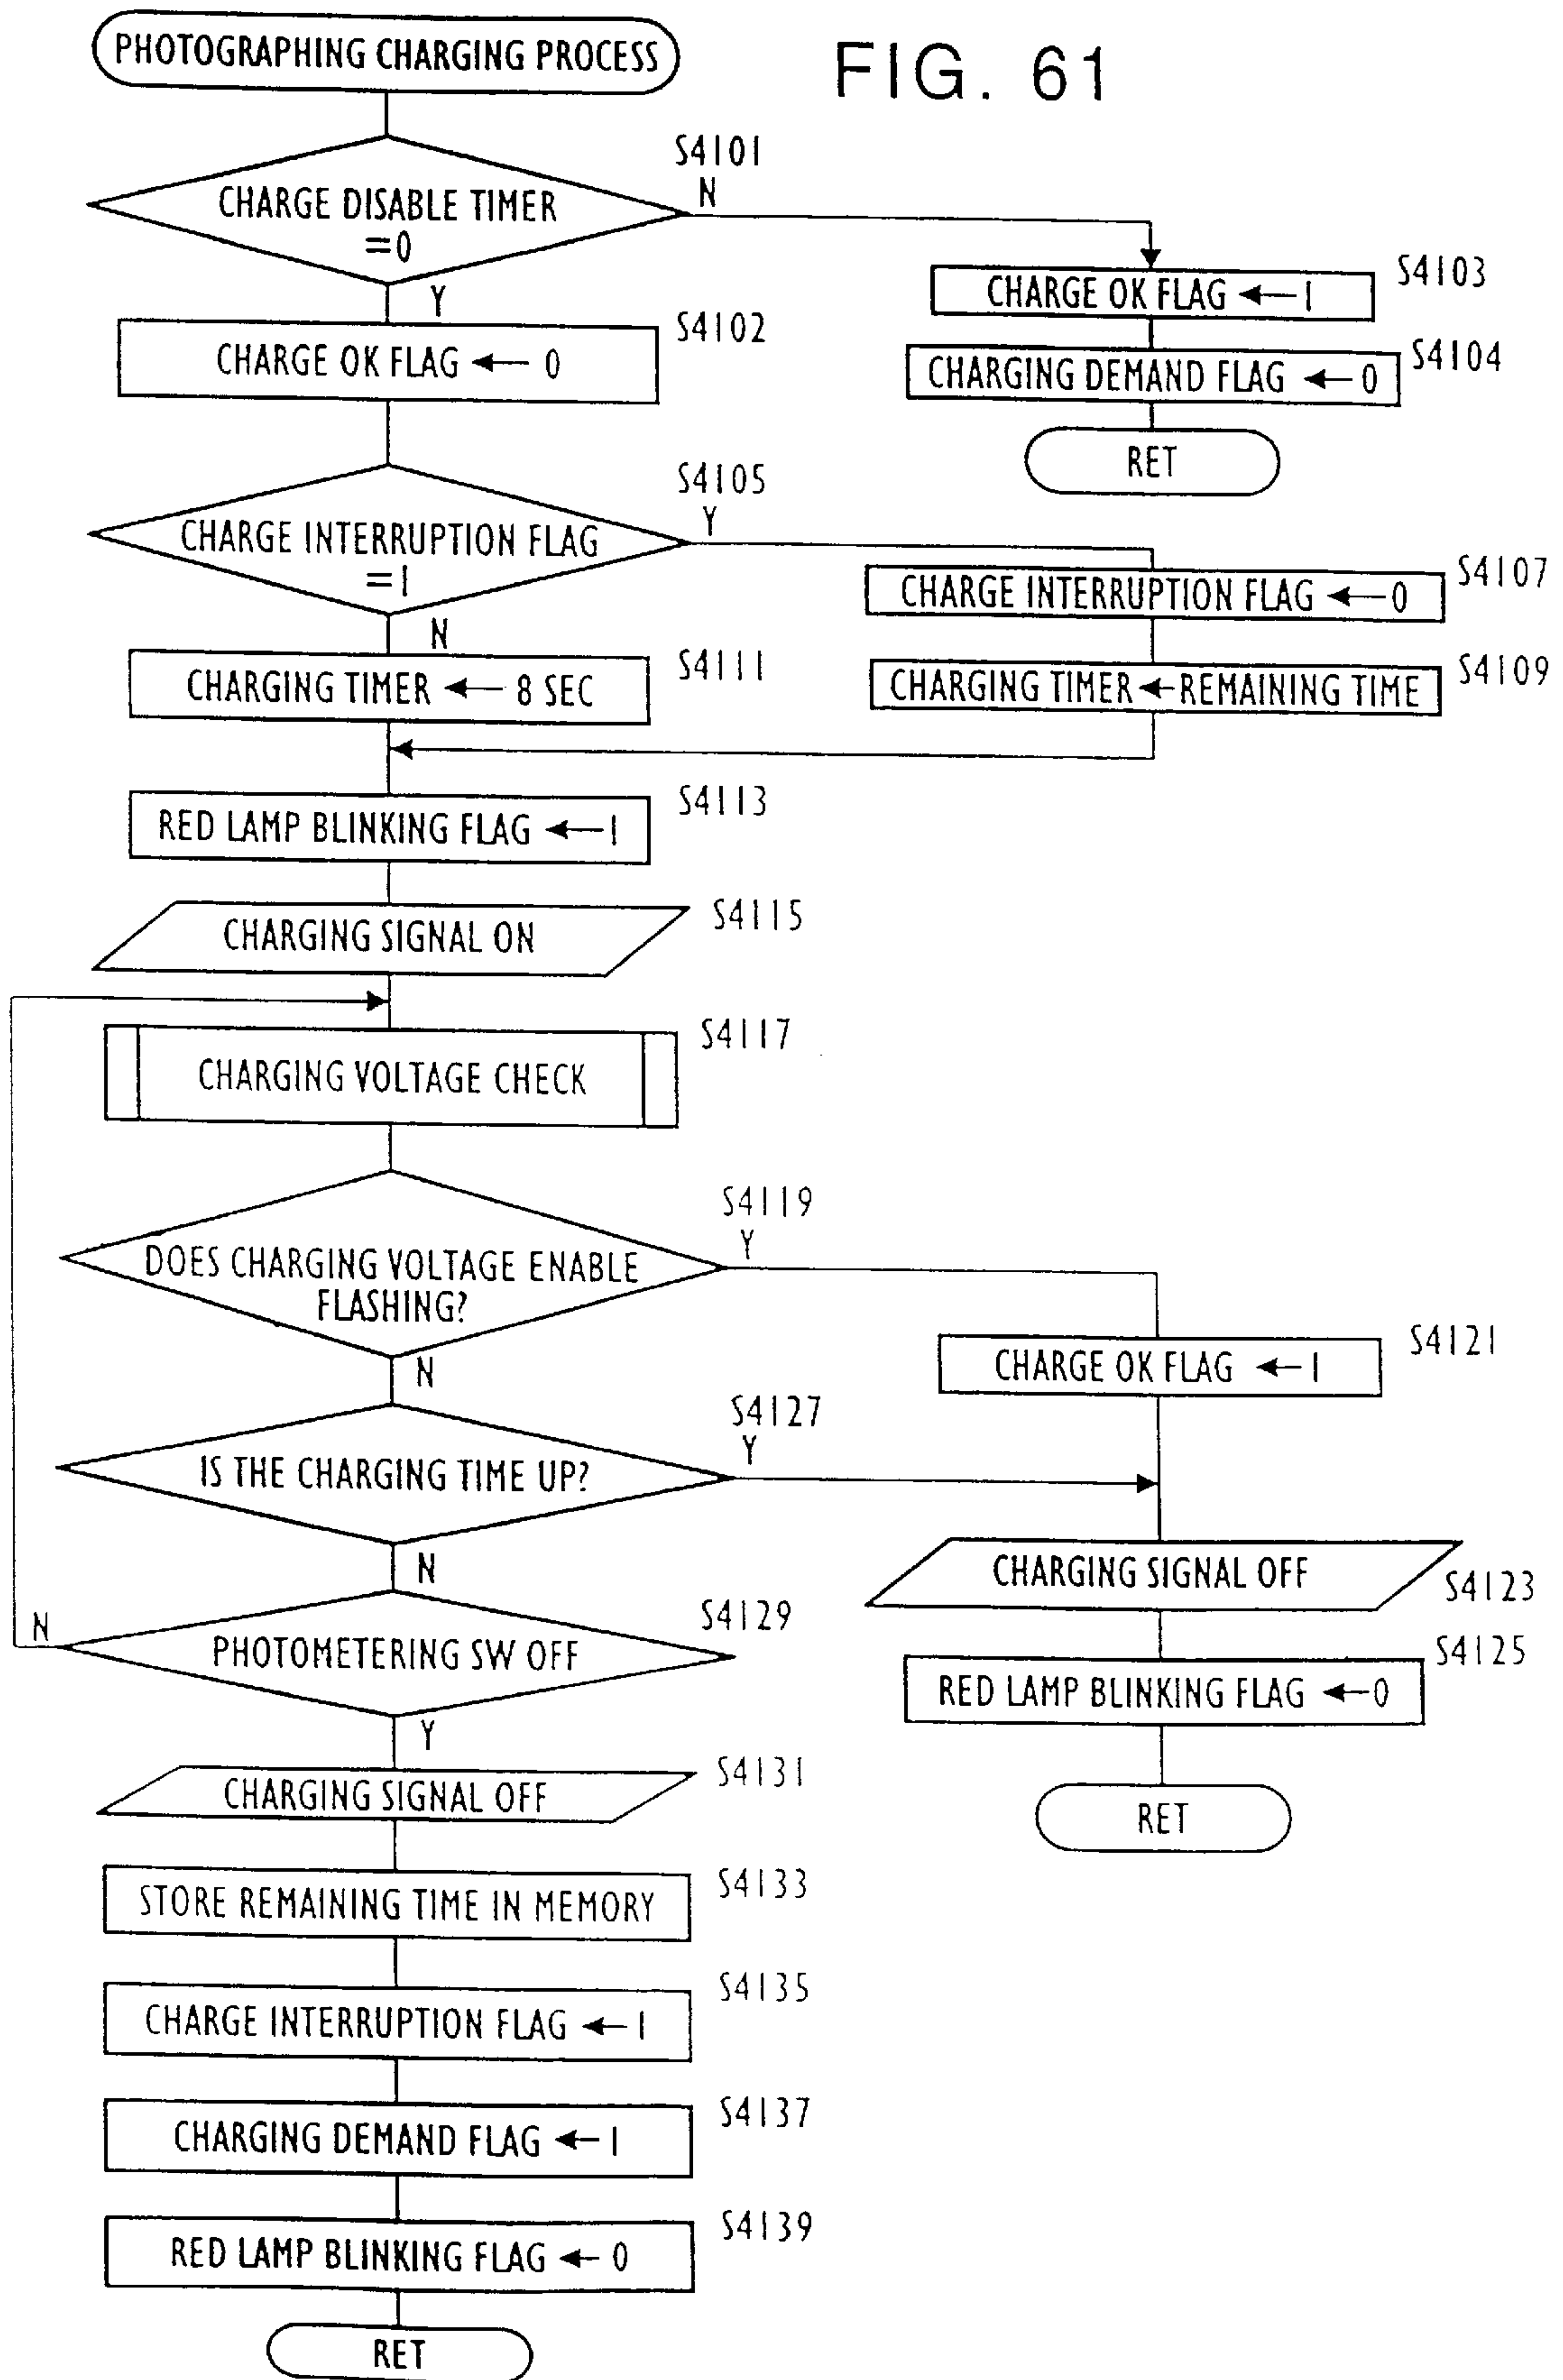 FIG. 61
PHOTOGRAPHING CHARGING PROCESS
S4101
CHARGE DISABLE TIMER
=0
N
Y
S4103
CHARGE OK FLAG ←1
S4104
CHARGING DEMAND FLAG ←0
RET
S4102
CHARGE OK FLAG ← 0
S4105
CHARGE INTERRUPTION FLAG
=1
Y
N
S4107
CHARGE INTERRUPTION FLAG ←0
S4109
CHARGING TIMER←REMAINING TIME
S4111
CHARGING TIMER ← 8 SEC
S4113
RED LAMP BLINKING FLAG ←1
S4115
CHARGING SIGNAL ON
S4117
CHARGING VOLTAGE CHECK
S4119
DOES CHARGING VOLTAGE ENABLE
FLASHING?
Y
N
S4121
CHARGE OK FLAG ←1
S4127
IS THE CHARGING TIME UP?
Y
N
CHARGING SIGNAL OFF
S4123
S4125
RED LAMP BLINKING FLAG ←0
RET
S4129
PHOTOMETERING SW OFF
N
Y
S4131
CHARGING SIGNAL OFF
S4133
STORE REMAINING TIME IN MEMORY
S4135
CHARGE INTERRUPTION FLAG ←1
S4137
CHARGING DEMAND FLAG ←1
S4139
RED LAMP BLINKING FLAG ← 0
RET